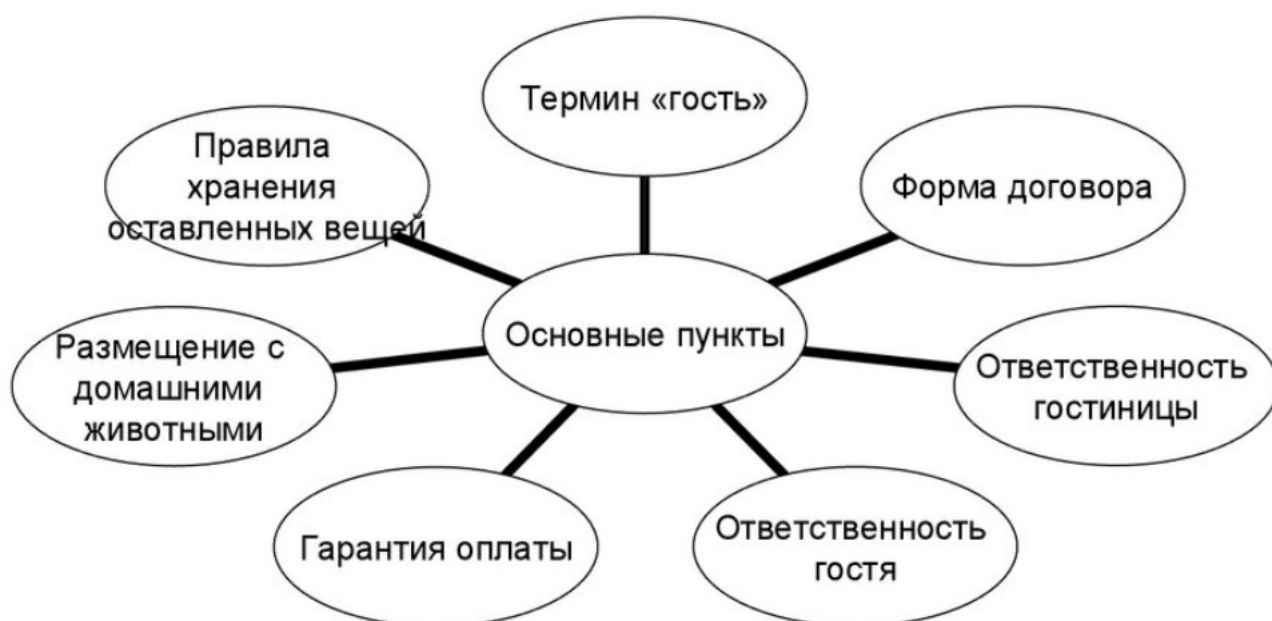 Термин «гость»
Правила
хранения
оставленных вещей
Форма договора
Основные пункты
Размещение с
домашними
животными
Ответственность
гостиницы
Гарантия оплаты
Ответственность
гостя